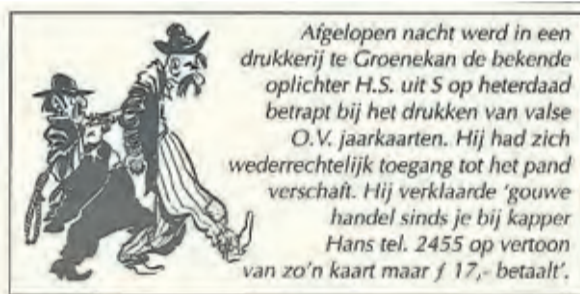 Afgelopen nacht werd in een
drukkerij te Groenekan de bekende
oplichter H.S. uit S op heterdaad
betrapt bij het drukken van valse
O.V. jaarkaarten. Hij had zich
wederrechtelijk toegang tot het pand
verschaft. Hij verklaarde 'gouwe
handel sinds je bij kapper
Hans tel. 2455 op vertoon
van zo'n kaart maar ƒ 17,- betaalt'.